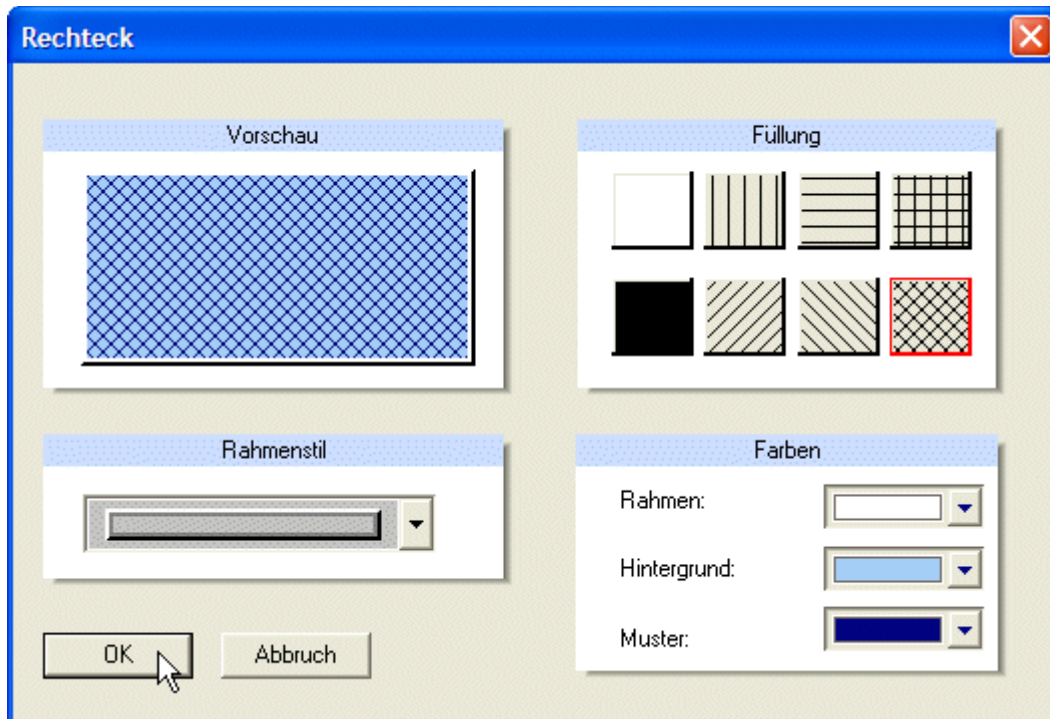 Rechteck
Vorschau
Füllung
Rahmenstil
Farben
Rahmen:
Hintergrund:
Muster:
OK
Abbruch